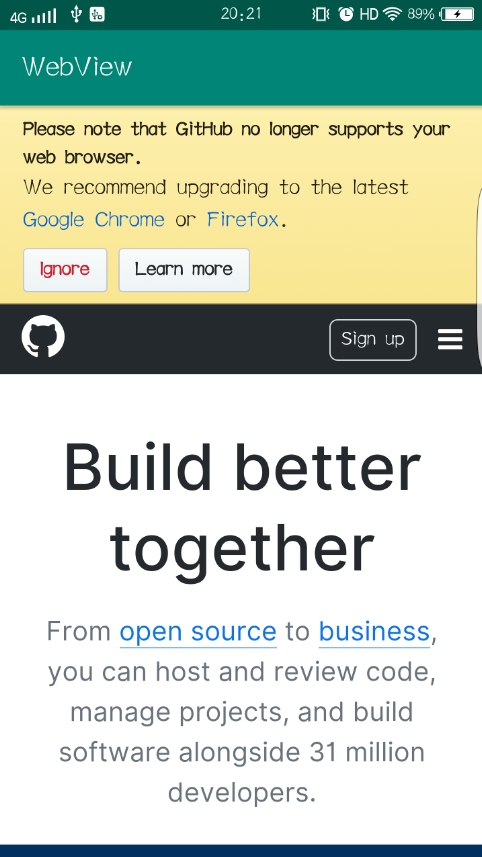 4G 20:21 HD 89%
WebView
Please note that GitHub no longer supports your
web browser.
We recommend upgrading to the latest
Google Chrome or Firefox.
Ignore Learn more
Sign up
Build better
together
From open source to business,
you can host and review code,
manage projects, and build
software alongside 31 million
developers.